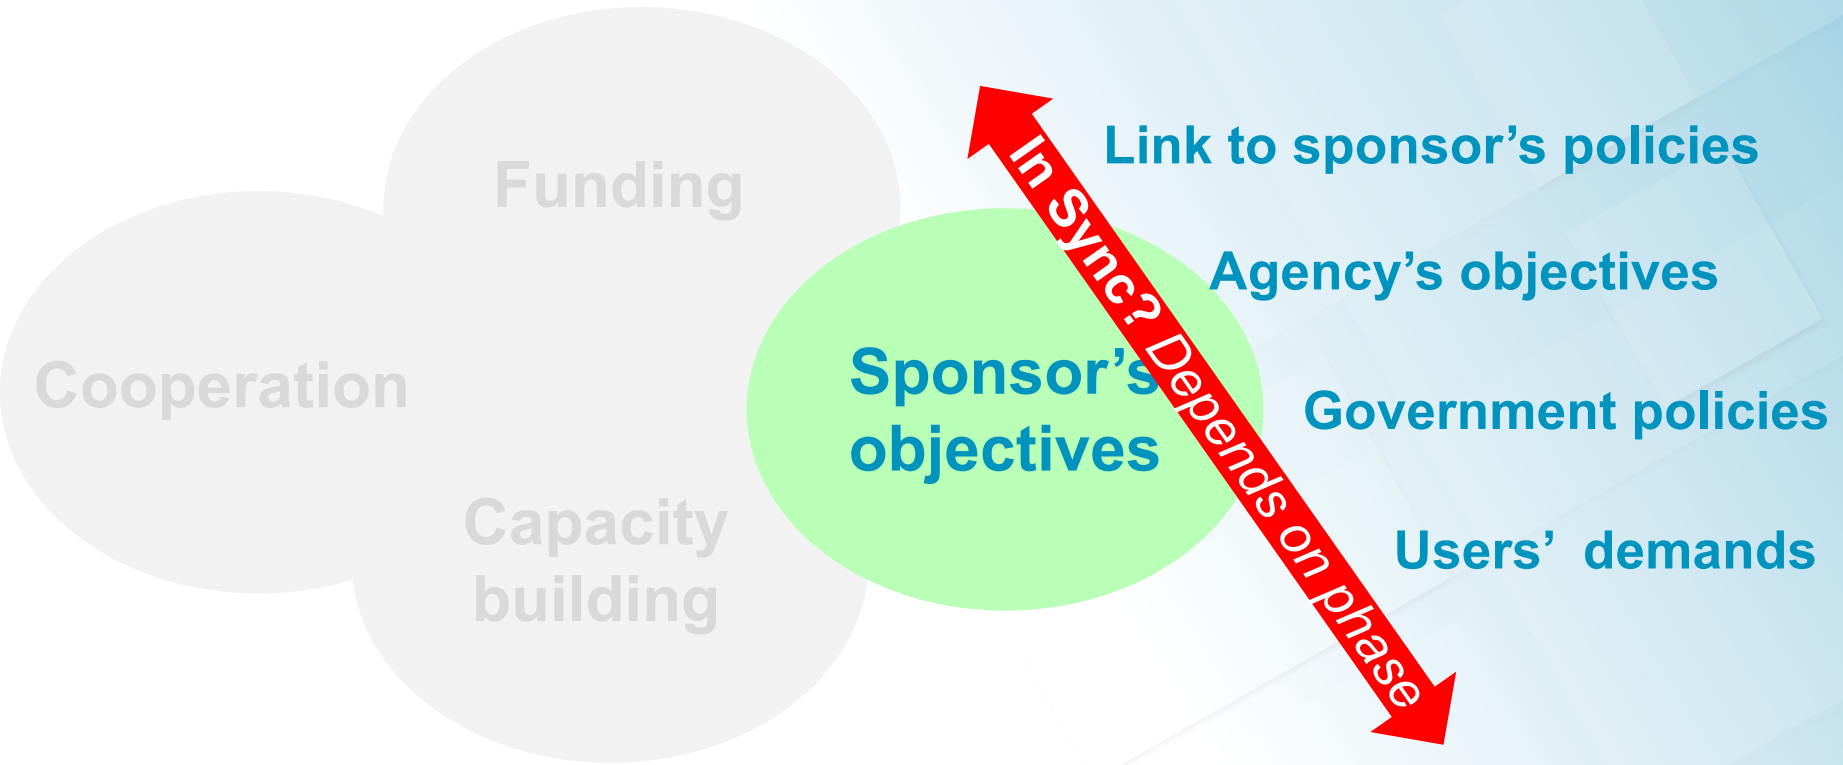 Funding
Cooperation
Capacity
building
Sponsor’s
objectives
In Sync? Depends on phase
Link to sponsor’s policies
Agency’s objectives
Government policies
Users’  demands